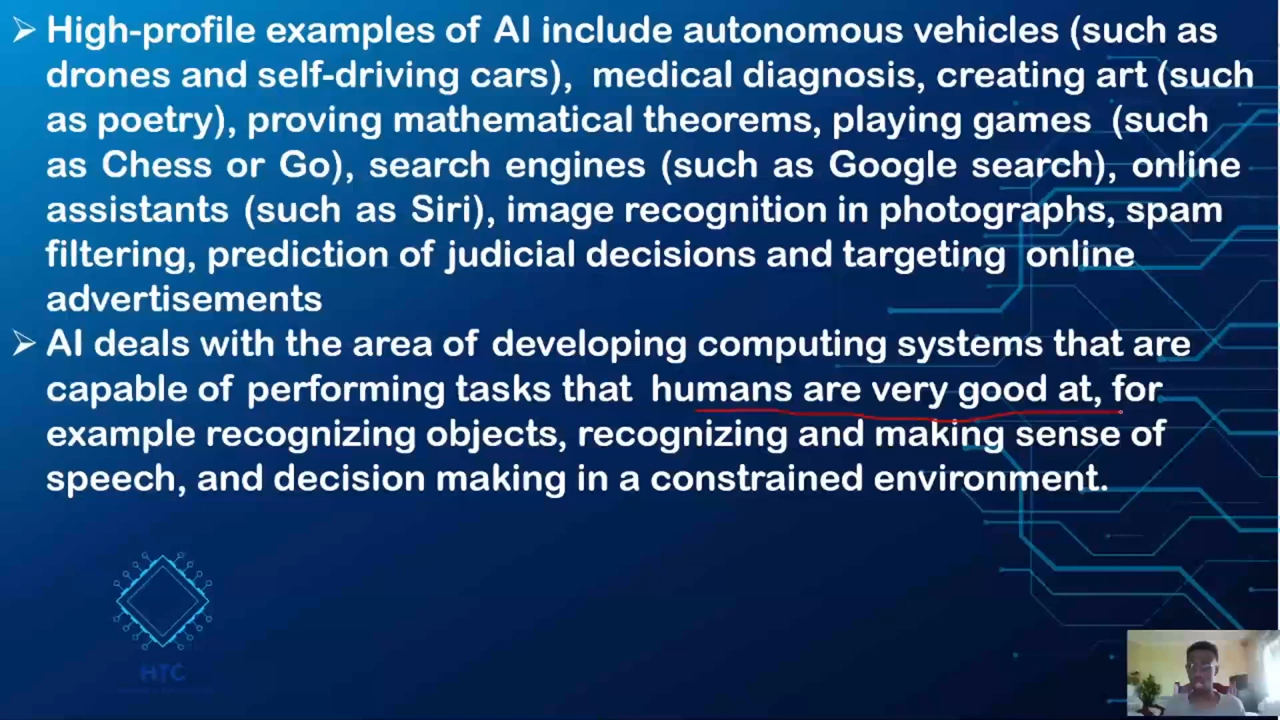 ➢ High-profile examples of AI include autonomous vehicles (such as
drones and self-driving cars), medical diagnosis, creating art (such
as poetry), proving mathematical theorems, playing games (such
as Chess or Go), search engines (such as Google search), online
assistants (such as Siri), image recognition in photographs, spam
filtering, prediction of judicial decisions and targeting online
advertisements
➢ AI deals with the area of developing computing systems that are
capable of performing tasks that humans are very good at, for
example recognizing objects, recognizing and making sense of
speech, and decision making in a constrained environment.
HTC